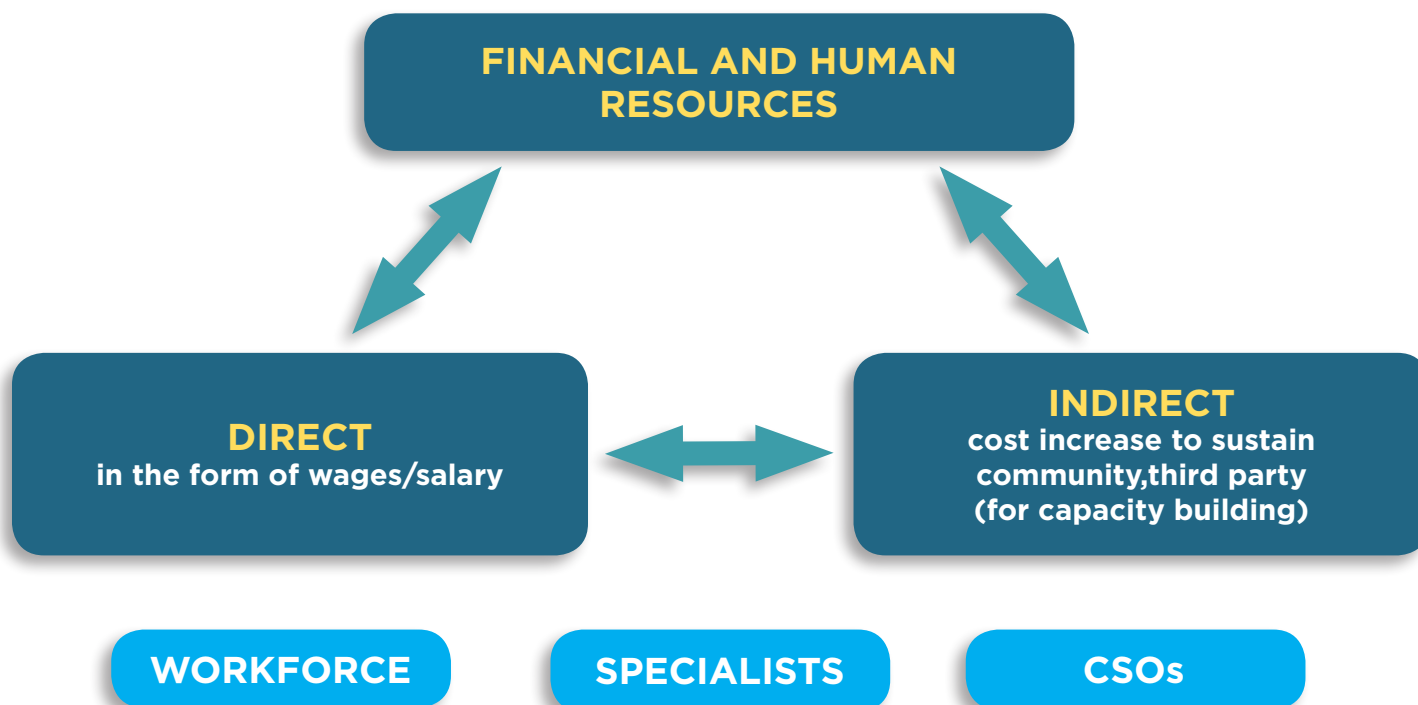 FINANCIAL AND HUMAN
RESOURCES
DIRECT
in the form of wages/salary
INDIRECT
cost increase to sustain
community,third party
(for capacity building)
WORKFORCE
SPECIALISTS
CSOs